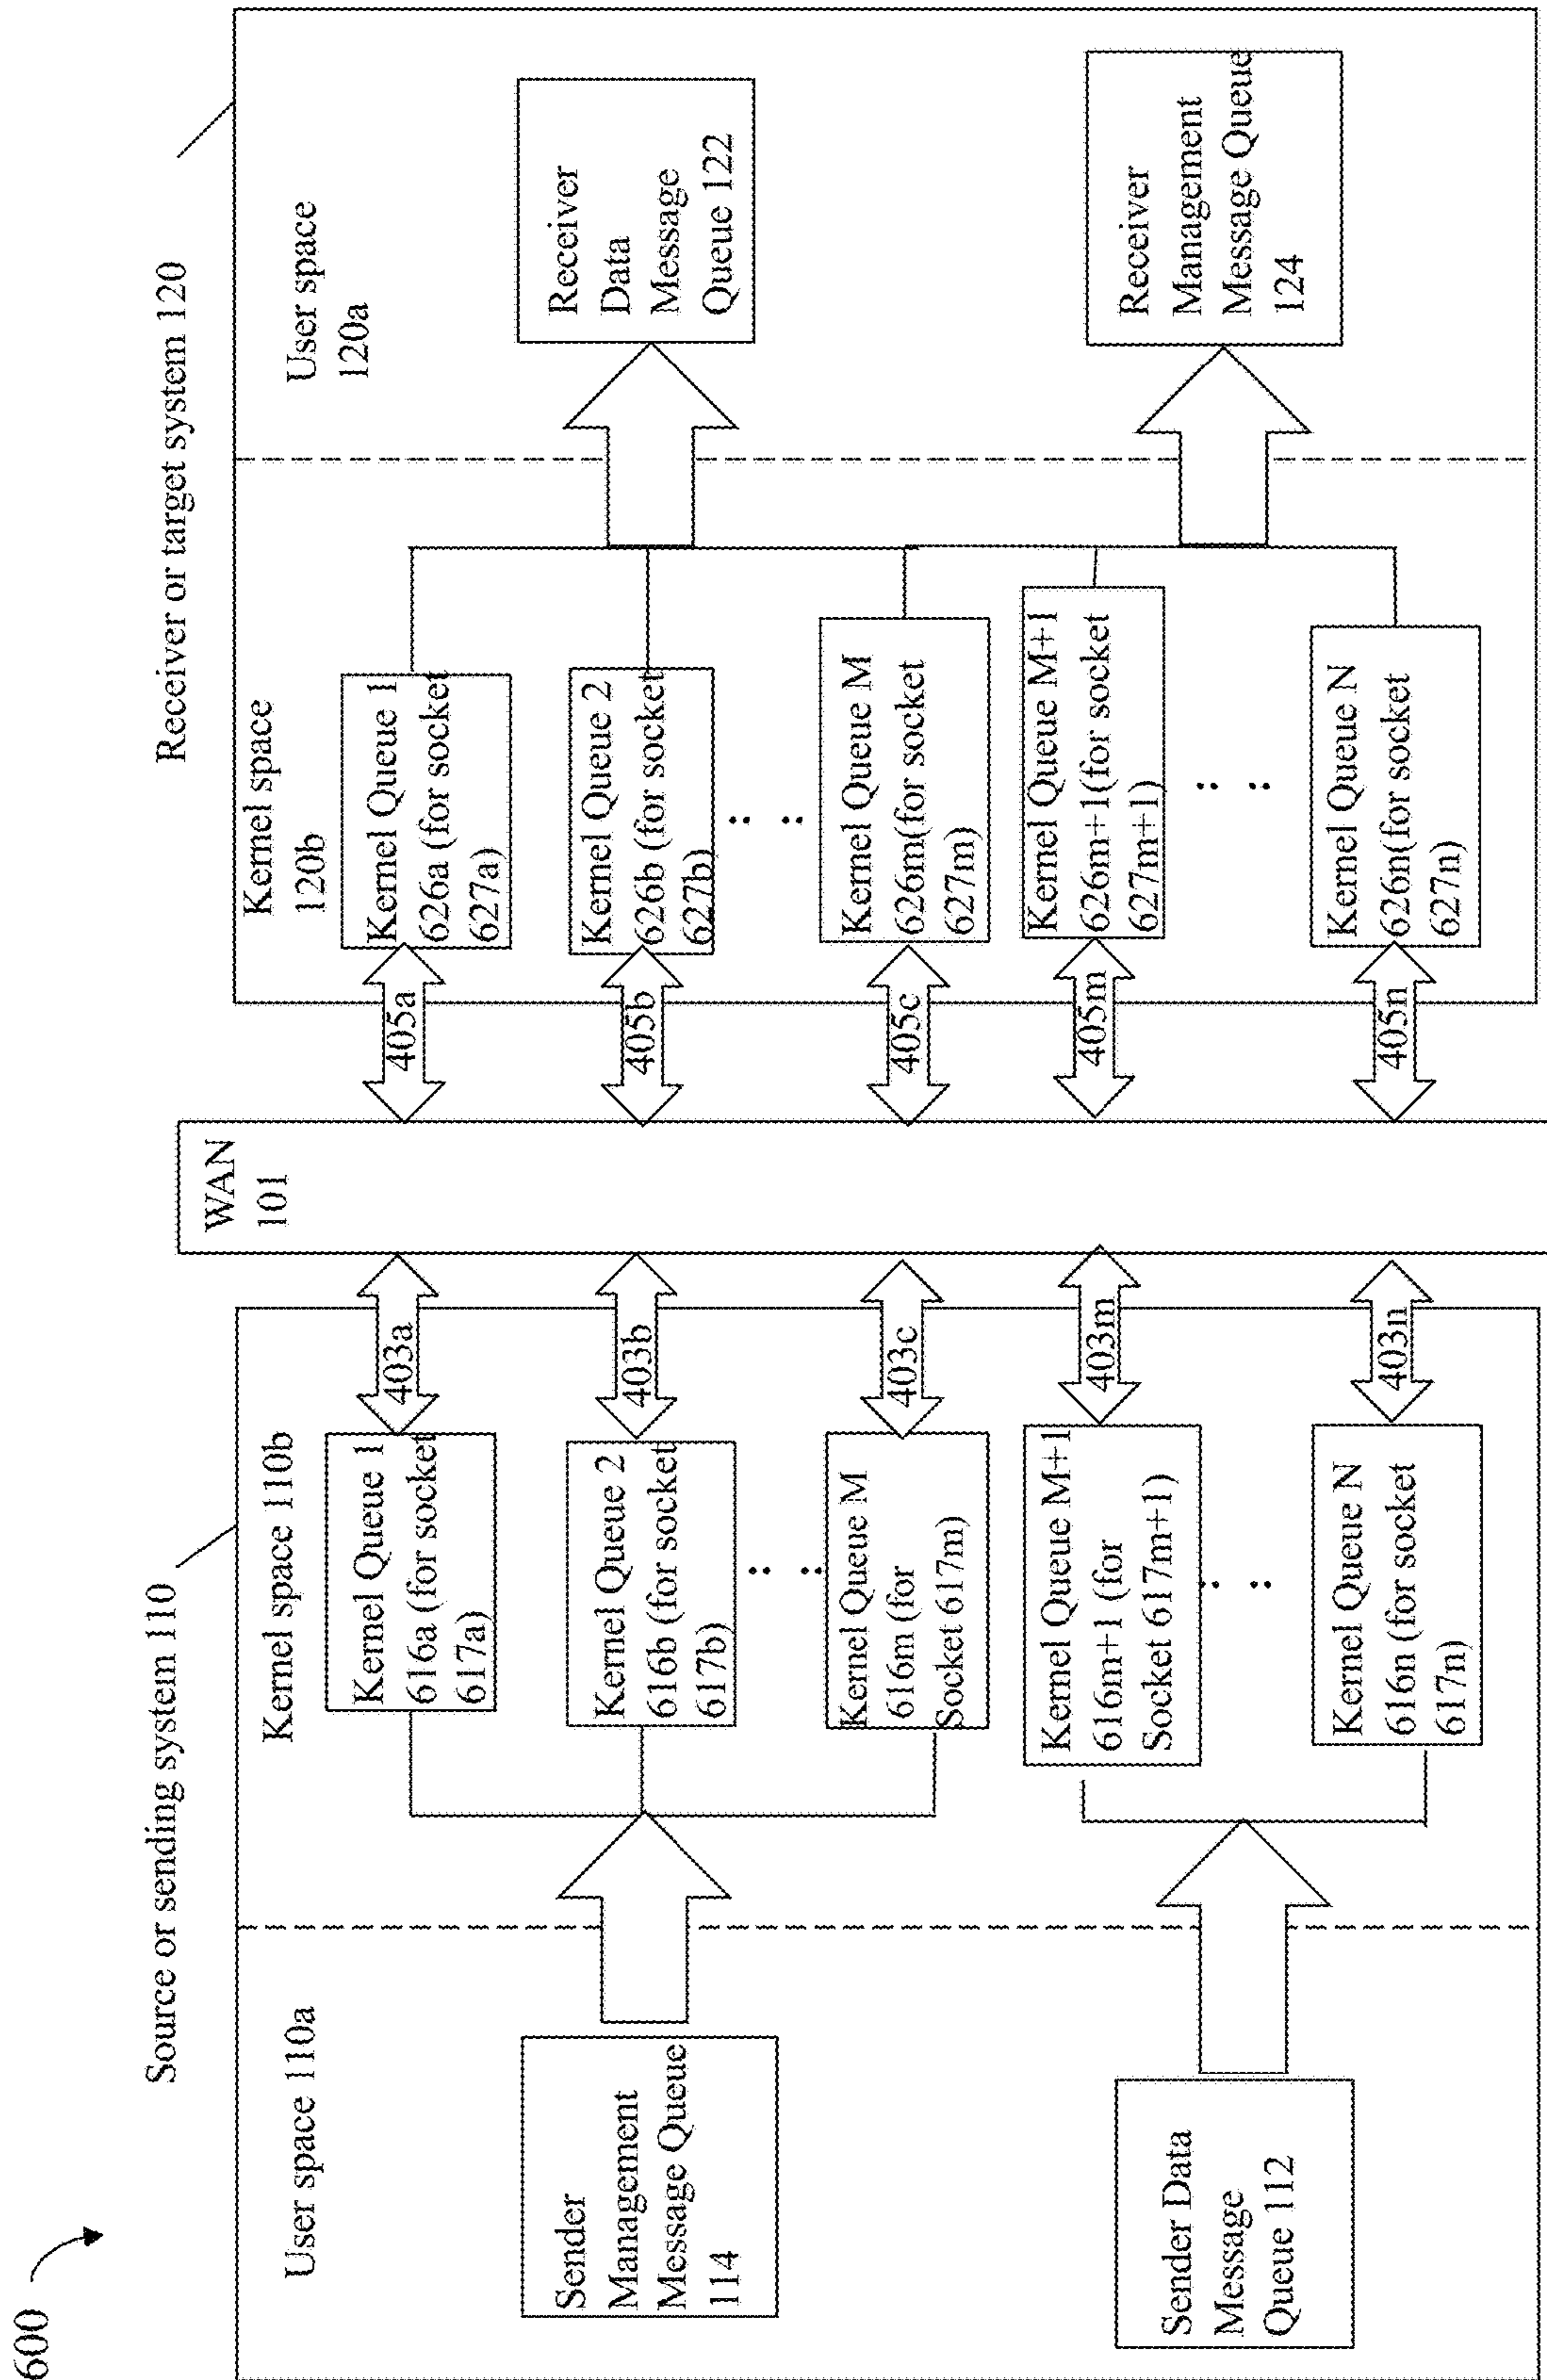 600
Source or sending system 110
User space 110a
Kernel space 110b
Sender
Management
Message Queue
114
Sender Data
Message
Queue 112
Kernel Queue 1
616a (for socket
617a)
Kernel Queue 2
616b (for socket
617b)
Kernel Queue M
616m (for
Socket 617m)
Kernel Queue M+1
616m+1 (for
Socket 617m+1)
Kernel Queue N
616n (for socket
617n)
403a
403b
403c
403m
403n
WAN
101
Receiver or target system 120
405a
405b
405c
405m
405n
Kernel space
120b
Kernel Queue 1
626a (for socket
627a)
Kernel Queue 2
626b (for socket
627b)
Kernel Queue M
626m(for socket
627m)
Kernel Queue M+1
626m+1(for socket
627m+1)
Kernel Queue N
626n(for socket
627n)
User space
120a
Receiver
Data
Message
Queue 122
Receiver
Management
Message Queue
124